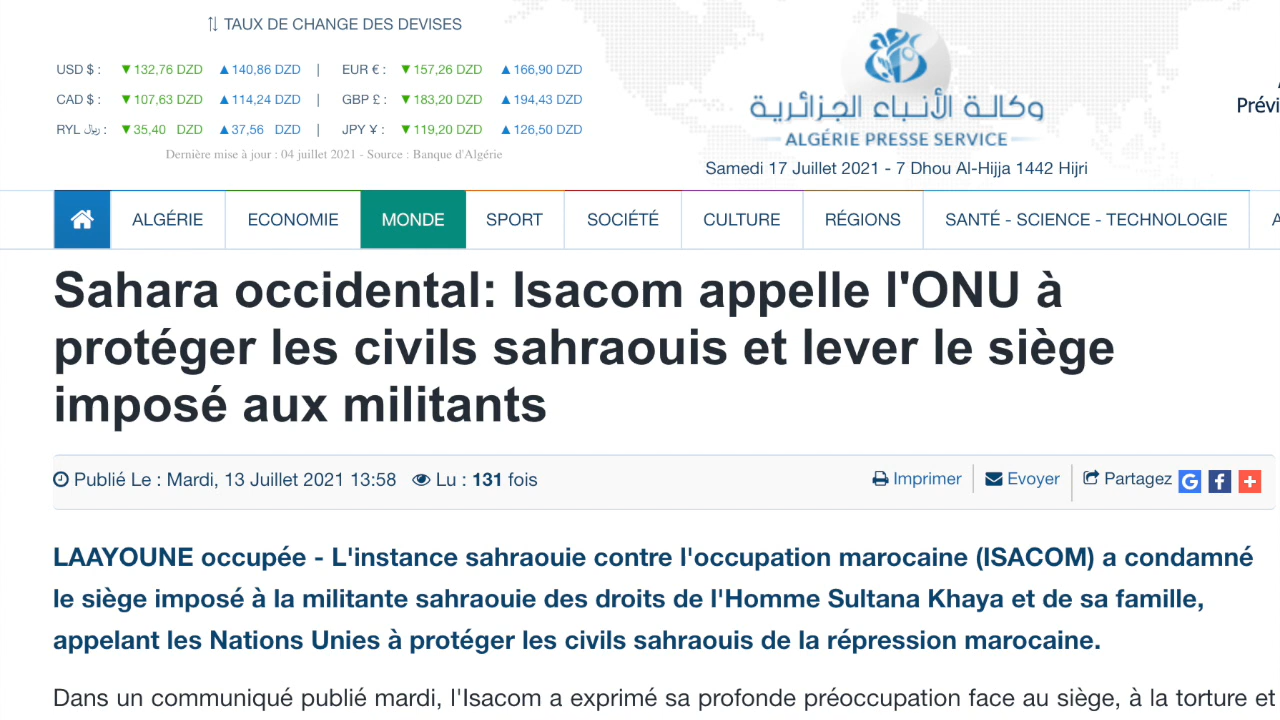 TAUX DE CHANGE DES DEVISES
USD $ : ▼132,76 DZD ▲140,86 DZD | EUR € : ▼157,26 DZD ▲166,90 DZD
CAD $ : ▼107,63 DZD ▲114,24 DZD | GBP £ : ▼183,20 DZD ▲194,43 DZD
RYL ﷼ : ▼35,40 DZD ▲37,56 DZD | JPY ¥ : ▼119,20 DZD ▲126,50 DZD
Dernière mise à jour : 04 juillet 2021 - Source : Banque d'Algérie
وكالة الأنباء الجزائرية
ALGÉRIE PRESSE SERVICE
Samedi 17 Juillet 2021 - 7 Dhou Al-Hijja 1442 Hijri
ALGÉRIE ECONOMIE MONDE SPORT SOCIÉTÉ CULTURE RÉGIONS SANTÉ - SCIENCE - TECHNOLOGIE
Sahara occidental: Isacom appelle l'ONU à
protéger les civils sahraouis et lever le siège
imposé aux militants
Publié Le : Mardi, 13 Juillet 2021 13:58 Lu : 131 fois Imprimer Evoyer Partagez
LAAYOUNE occupée - L'instance sahraouie contre l'occupation marocaine (ISACOM) a condamné
le siège imposé à la militante sahraouie des droits de l'Homme Sultana Khaya et de sa famille,
appelant les Nations Unies à protéger les civils sahraouis de la répression marocaine.
Dans un communiqué publié mardi, l'Isacom a exprimé sa profonde préoccupation face au siège, à la torture et